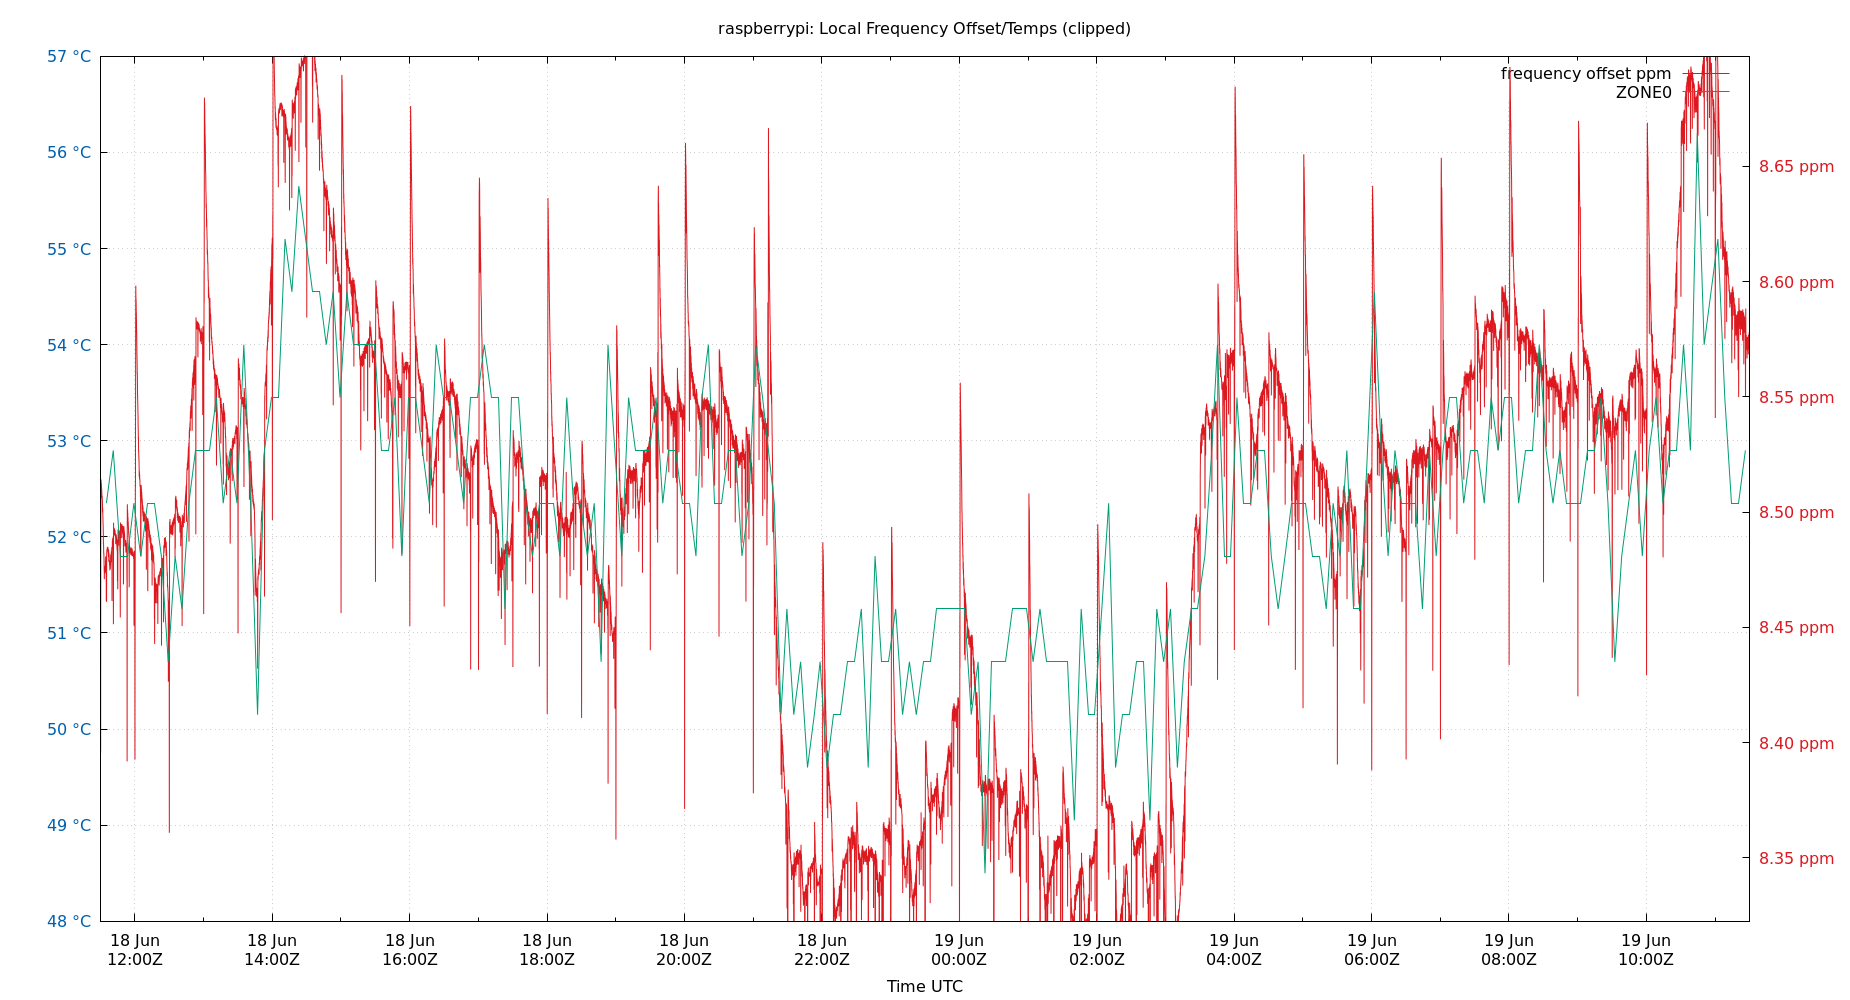 raspberrypi: Local Frequency Offset/Temps (clipped)
frequency offset ppm
ZONE0
57 °C
56 °C
55 °C
54 °C
53 °C
52 °C
51 °C
50 °C
49 °C
48 °C
8.65 ppm
8.60 ppm
8.55 ppm
8.50 ppm
8.45 ppm
8.40 ppm
8.35 ppm
18 Jun 18 Jun 18 Jun 18 Jun 18 Jun 18 Jun 19 Jun 19 Jun 19 Jun 19 Jun 19 Jun 19 Jun
12:00Z 14:00Z 16:00Z 18:00Z 20:00Z 22:00Z 00:00Z 02:00Z 04:00Z 06:00Z 08:00Z 10:00Z
Time UTC